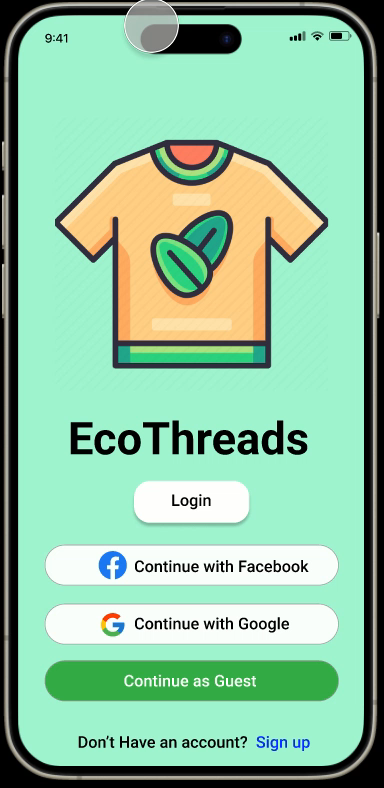 9:41
EcoThreads
Login
Continue with Facebook
Continue with Google
Continue as Guest
Don’t Have an account? Sign up